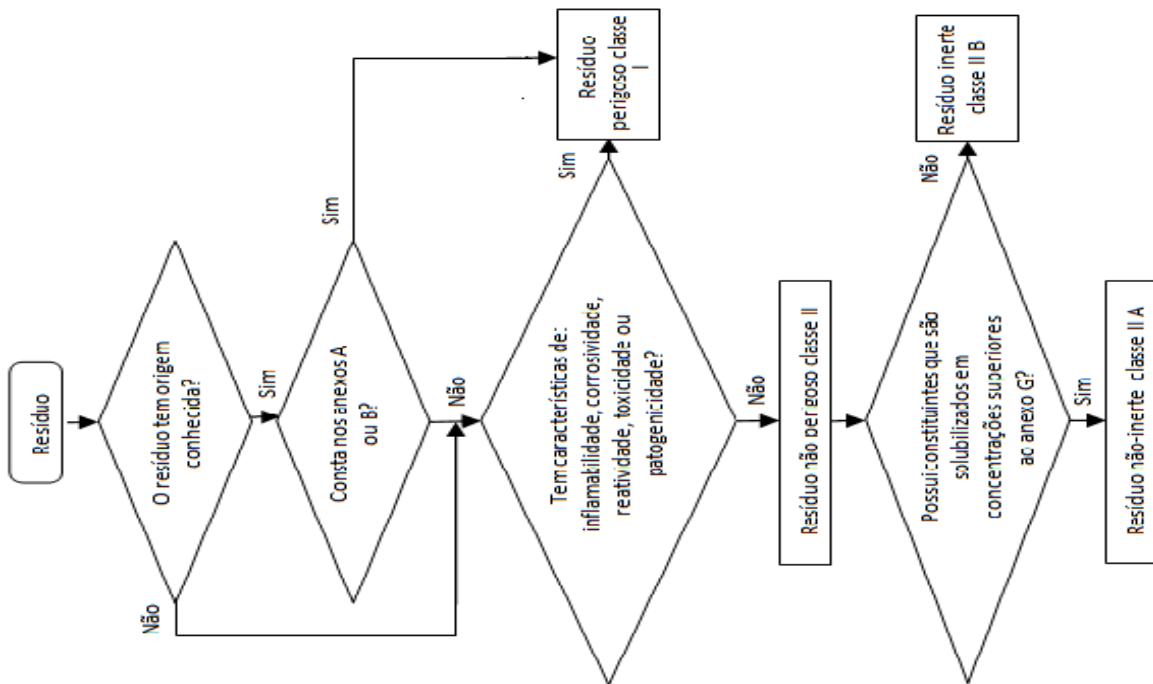 Resíduo
O resíduo tem origem
conhecida?
Não
Sim
Consta nos anexos A
ou B?
Sim
Não
Tem características de:
inflamabilidade, corrosividade,
reatividade, toxicidade ou
patogenicidade?
Sim
Resíduo
perigoso classe
I
Não
Resíduo não perigoso classe II
Possui constituintes que são
solubilizados em
concentrações superiores
ao anexo G?
Não
Resíduo inerte
classe II B
Sim
Resíduo não-inerte classe II A